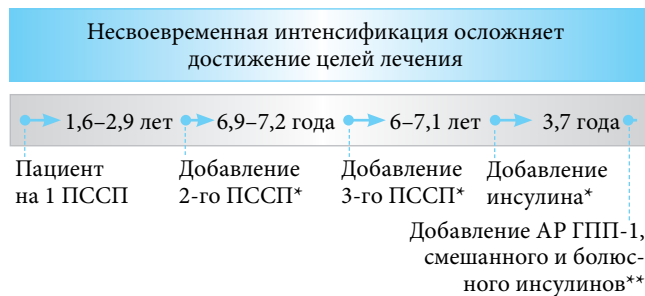 Несвоевременная интенсификация осложняет
достижение целей лечения
1,6–2,9 лет 6,9–7,2 года 6–7,1 лет 3,7 года
Пациент
на 1 ПССП
Добавление
2-го ПССП*
Добавление
3-го ПССП*
Добавление
инсулина*
Добавление АР ГПП-1,
смешанного и болюс-
ного инсулинов**